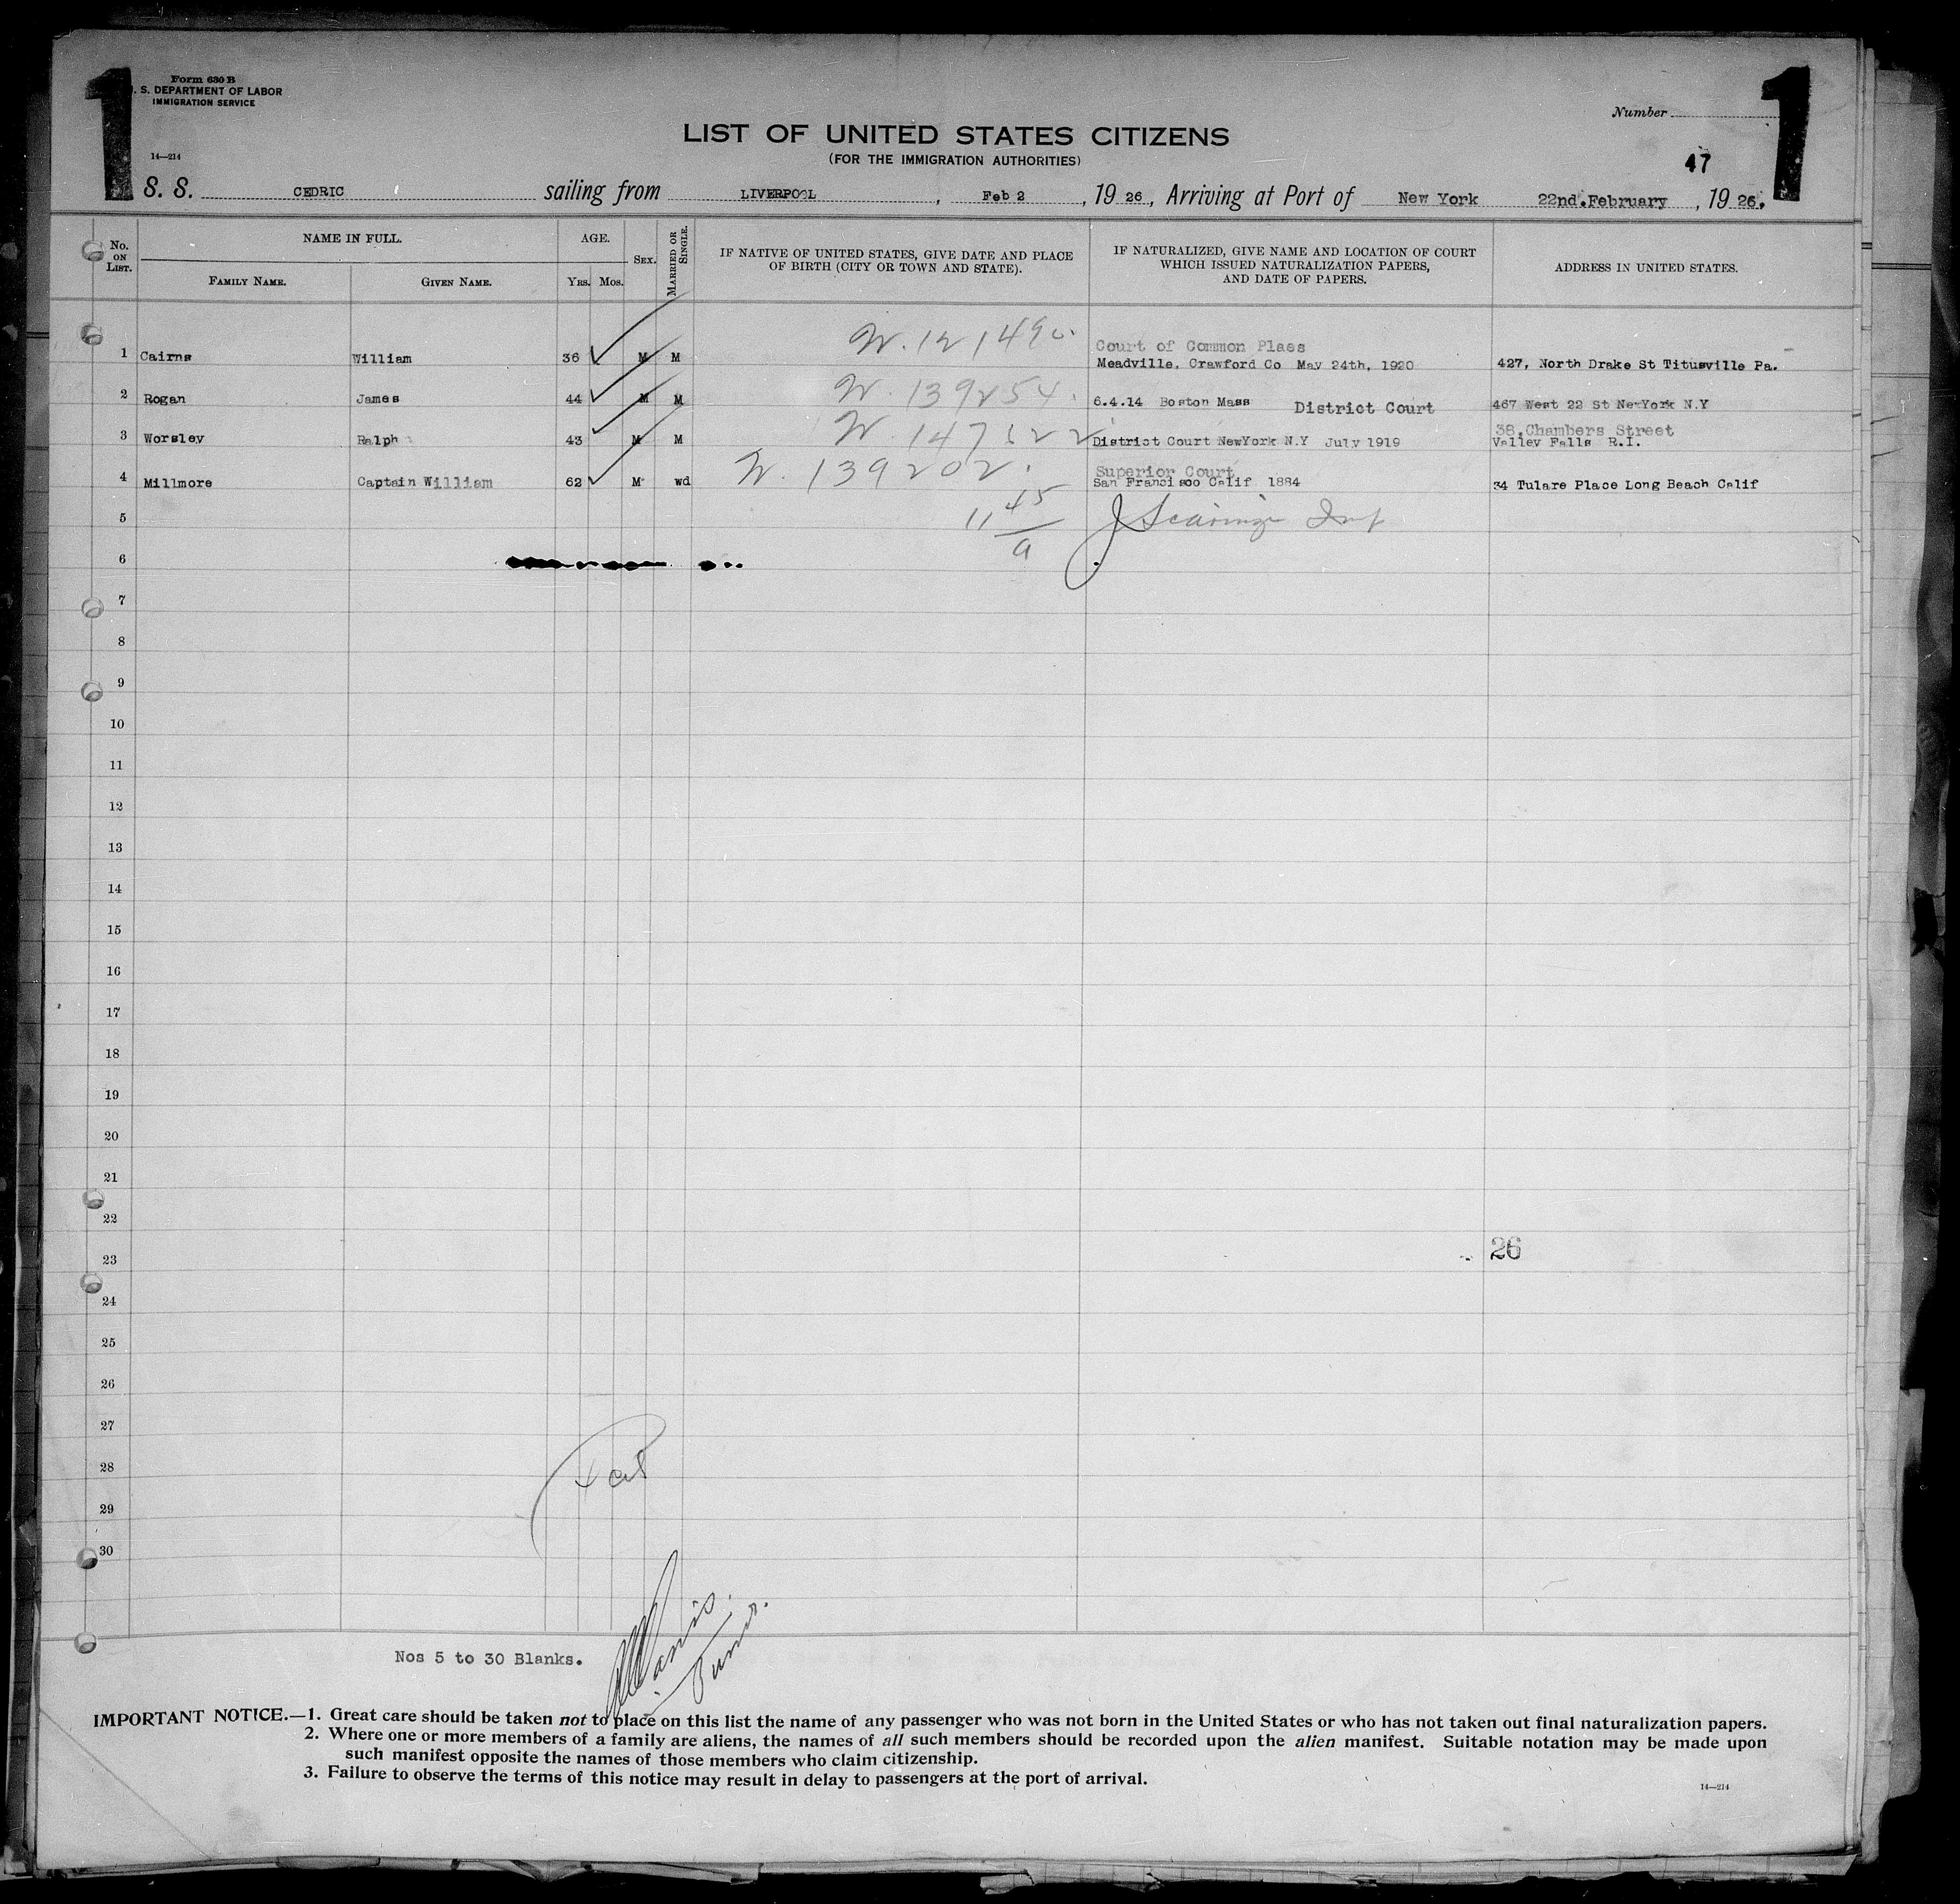 1
Form 630 B
U. S. DEPARTMENT OF LABOR
IMMIGRATION SERVICE
14—214
Number
1
LIST OF UNITED STATES CITIZENS
(FOR THE IMMIGRATION AUTHORITIES)
47
S. S. CEDRIC sailing from LIVERPOOL, Feb 2, 19 26, Arriving at Port of New York 22nd.February, 19 26.
No. ON LIST. NAME IN FULL. AGE. SEX. MARRIED OR SINGLE. IF NATIVE OF UNITED STATES, GIVE DATE AND PLACE OF BIRTH (CITY OR TOWN AND STATE). IF NATURALIZED, GIVE NAME AND LOCATION OF COURT WHICH ISSUED NATURALIZATION PAPERS, AND DATE OF PAPERS. ADDRESS IN UNITED STATES.
FAMILY NAME. GIVEN NAME. YRS. MOS.
Court of Common Pleas
1 Cairns William 36 M M Meadville, Crawford Co May 24th, 1920 427, North Drake St Titusville Pa.
2 Rogan James 44 M M 139254. 6.4.14 Boston Mass District Court 467 West 22 St NewYork N.Y
38,Chambers Street
3 Worsley Ralph 43 M M District Court NewYork N.Y July 1919 Valley Falls R.I.
Superior Court
4 Millmore Captain William 62 M wd 139202. San Francisco Calif 1884 34 Tulare Place Long Beach Calif
5 11 45
a
6
7
8
9
10
11
12
13
14
15
16
17
18
19
20
21
22
23 26
24
25
26
27
28
29
30
Nos 5 to 30 Blanks.
IMPORTANT NOTICE.—1. Great care should be taken not to place on this list the name of any passenger who was not born in the United States or who has not taken out final naturalization papers.
2. Where one or more members of a family are aliens, the names of all such members should be recorded upon the alien manifest. Suitable notation may be made upon
such manifest opposite the names of those members who claim citizenship.
3. Failure to observe the terms of this notice may result in delay to passengers at the port of arrival.
14—214